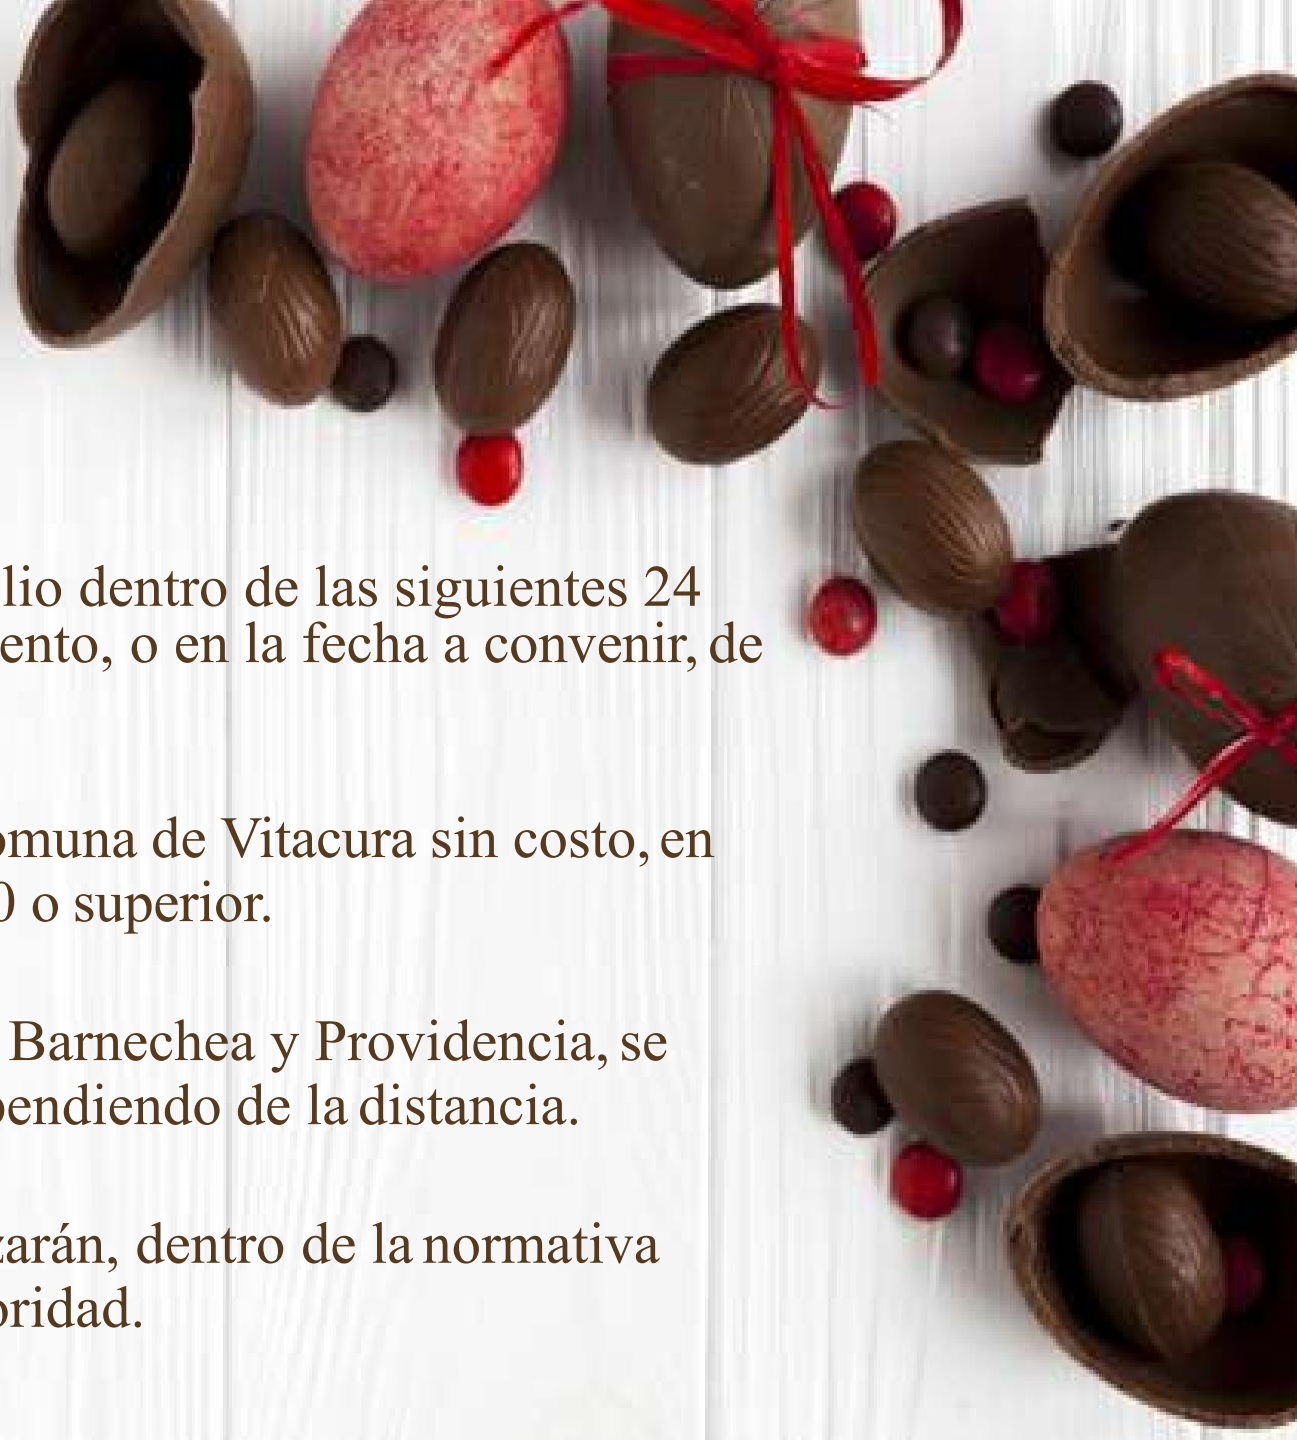 lio dentro de las siguientes 24
ento, o en la fecha a convenir, de
omuna de Vitacura sin costo, en
0 o superior.
Barnechea y Providencia, se
pendiendo de la distancia.
zarán, dentro de la normativa
oridad.